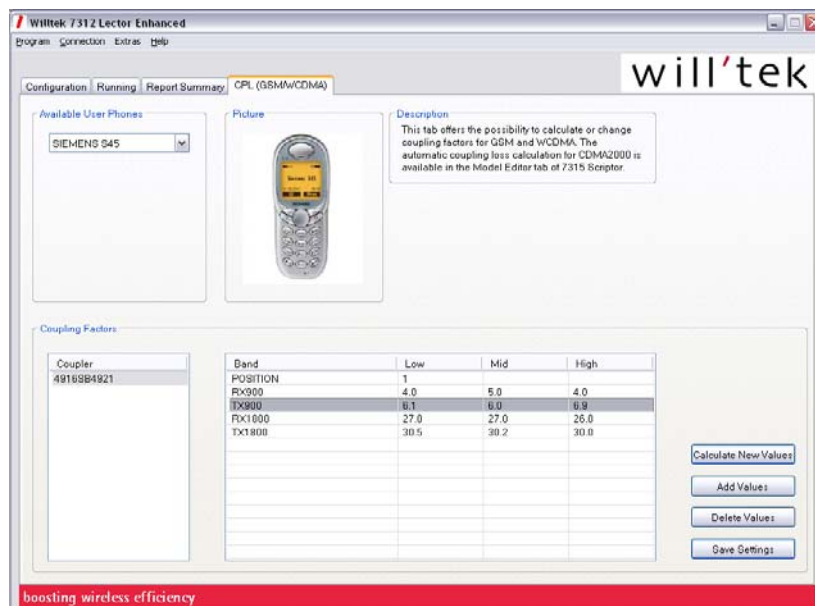 Willtek 7312 Lector Enhanced
Program Connection Extras Help
will'tek
Configuration Running Report Summary CPL (GSM/WCDMA)
Available User Phones
SIEMENS S45
Picture
Description
This tab offers the possibility to calculate or change
coupling factors for GSM and WCDMA. The
automatic coupling loss calculation for CDMA2000 is
available in the Model Editor tab of 7315 Scriptor.
Coupling Factors
Coupler
4916SB4921
Band Low Mid High
POSITION 1
RX900 4.0 5.0 4.0
TX900 6.1 6.0 6.9
RX1800 27.0 27.0 26.0
TX1800 30.5 30.2 30.0
Calculate New Values
Add Values
Delete Values
Save Settings
boosting wireless efficiency